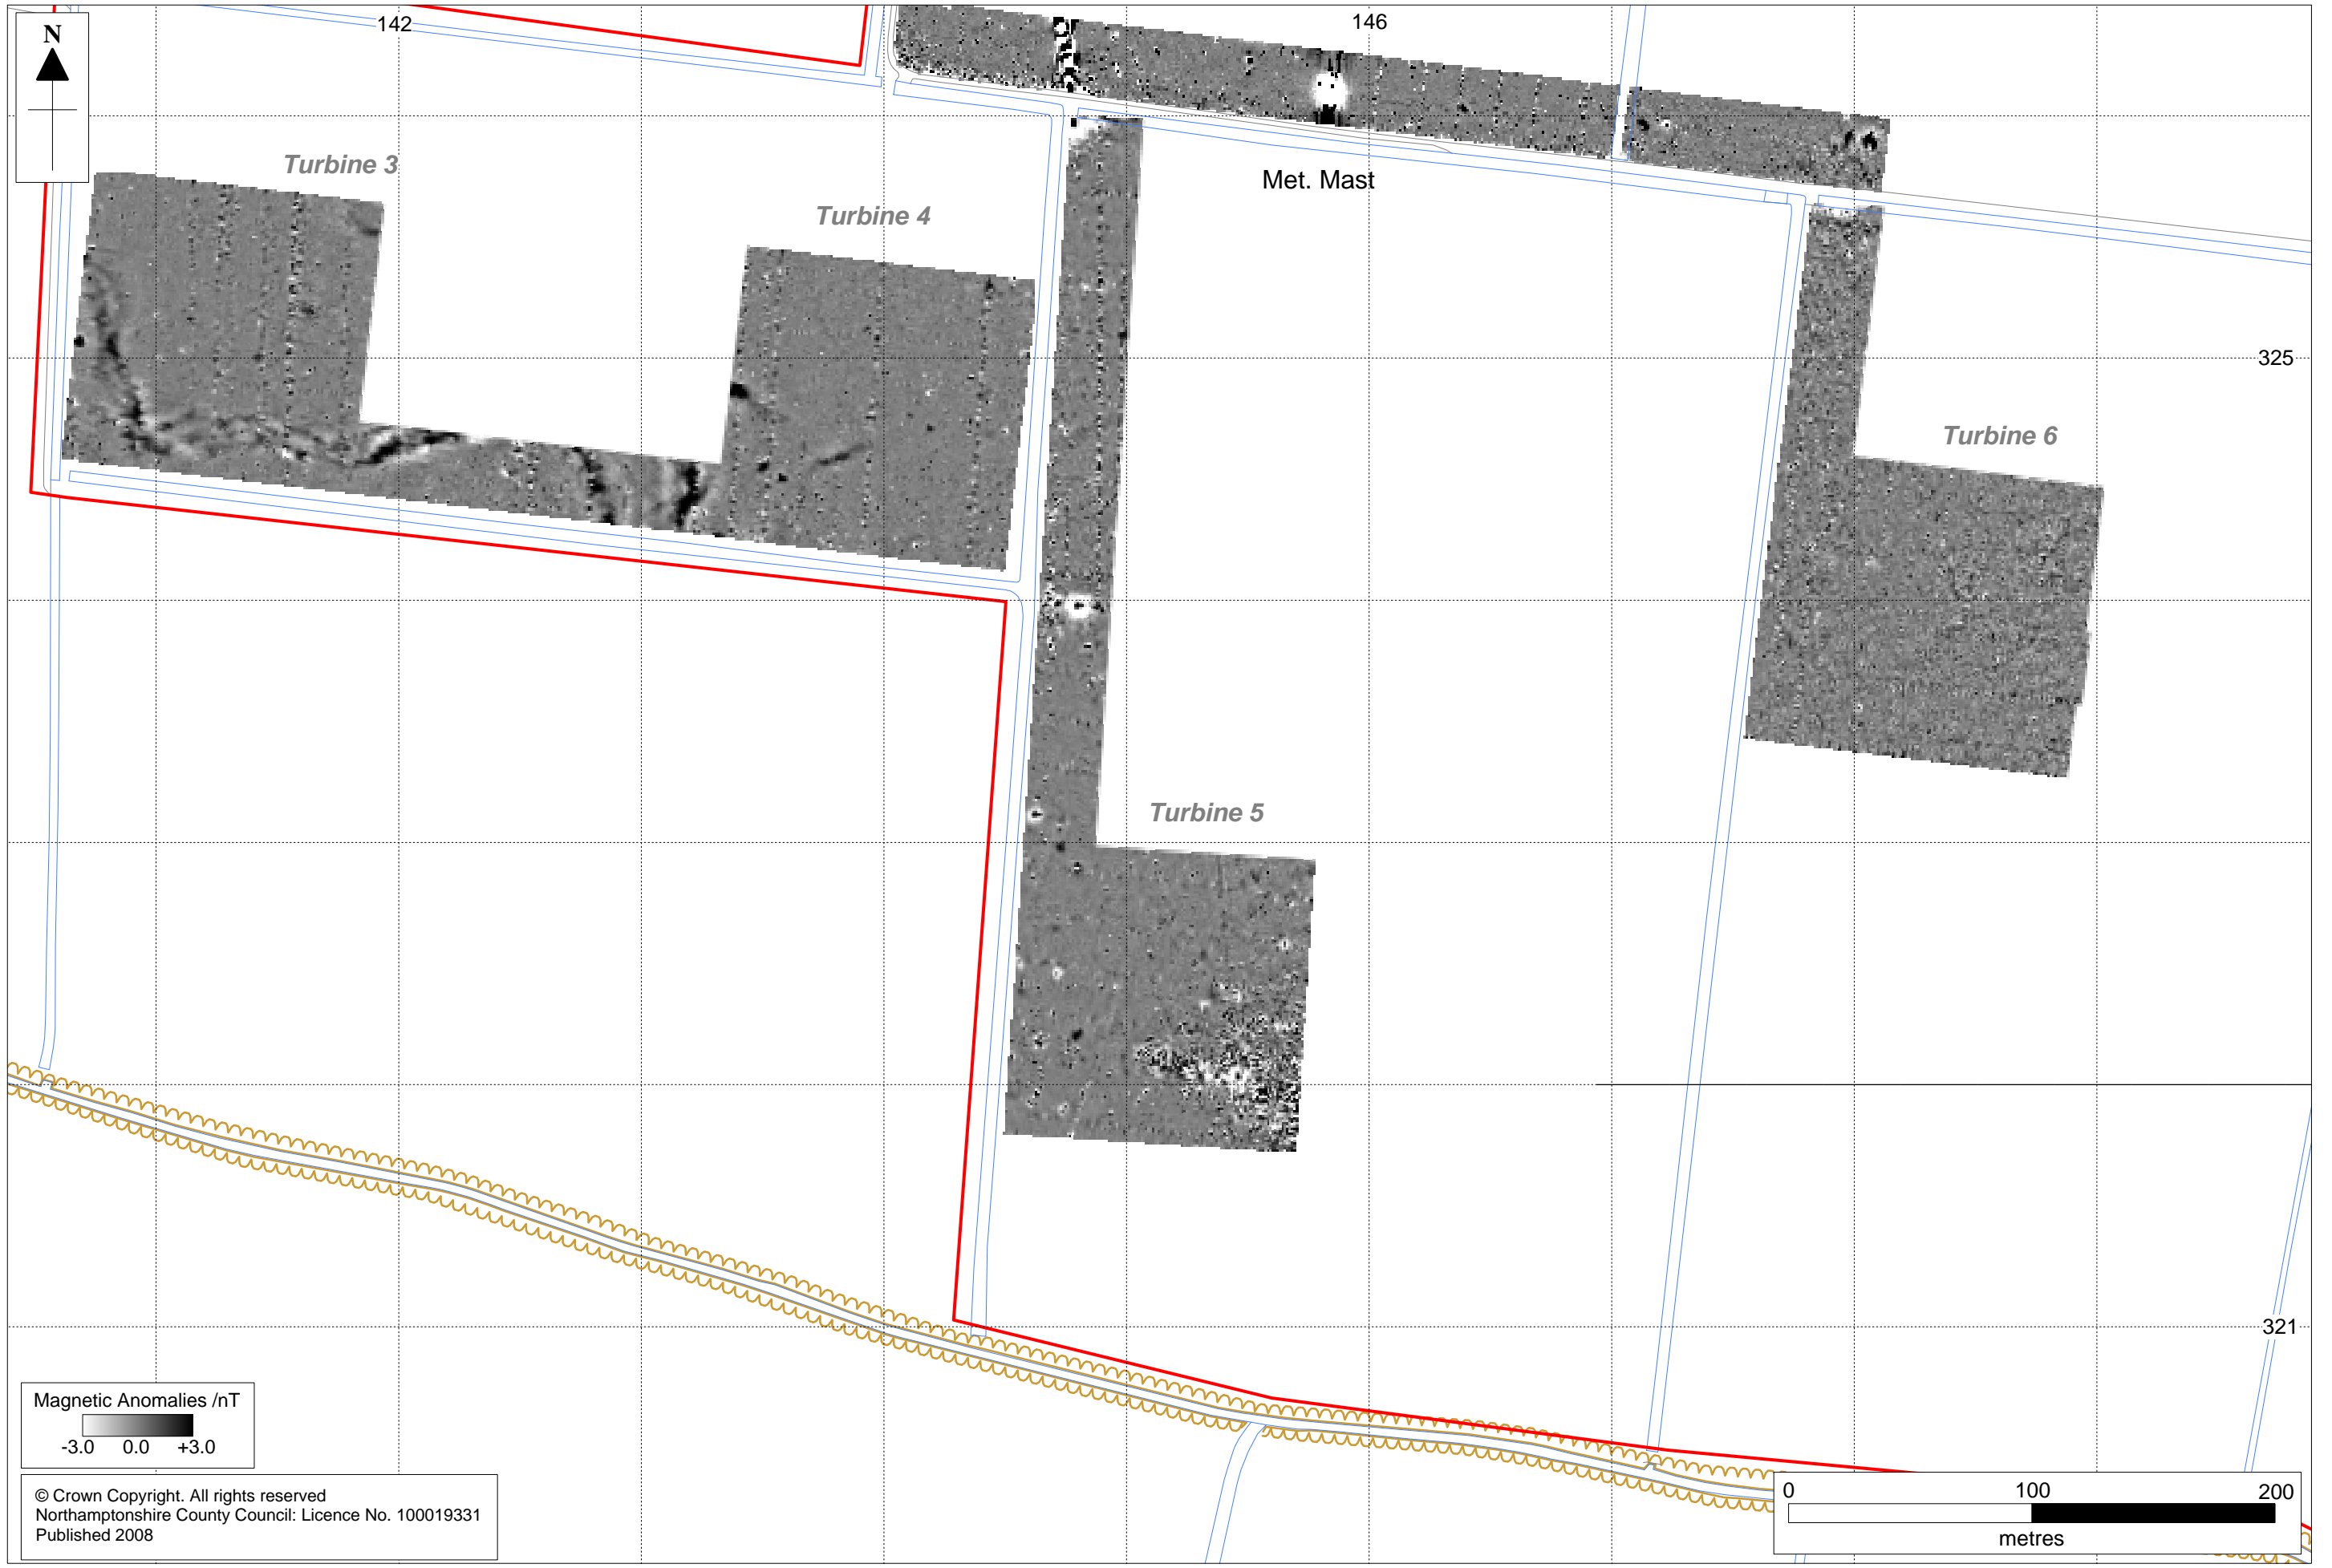 N
142
146
Turbine 3
Met. Mast
Turbine 4
325
Turbine 6
Turbine 5
321
Magnetic Anomalies /nT
-3.0 0.0 +3.0
© Crown Copyright. All rights reserved
Northamptonshire County Council: Licence No. 100019331
Published 2008
0 100 200
metres